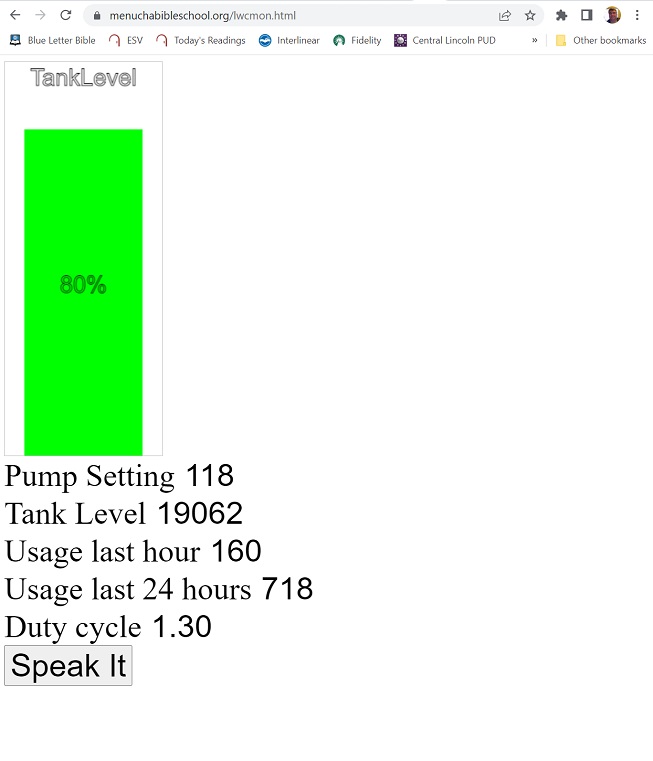 menuchabibleschool.org/lwcmon.html
Blue Letter Bible ESV Today's Readings Interlinear Fidelity Central Lincoln PUD » Other bookmarks
TankLevel
80%
Pump Setting 118
Tank Level 19062
Usage last hour 160
Usage last 24 hours 718
Duty cycle 1.30
Speak It